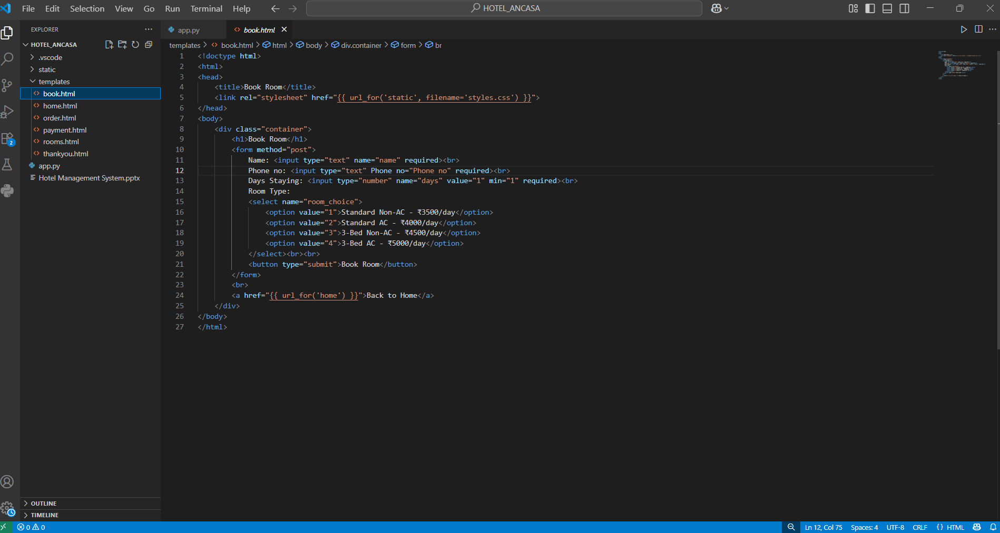 File Edit Selection View Go Run Terminal Help
HOTEL_ANCASA
EXPLORER
HOTEL_ANCASA
.vscode
static
templates
book.html
home.html
order.html
payment.html
rooms.html
thankyou.html
app.py
Hotel Management System.pptx
2
OUTLINE
TIMELINE
app.py
book.html
templates > book.html > html > body > div.container > form > br
1 <!doctype html>
2 <html>
3 <head>
4 <title>Book Room</title>
5 <link rel="stylesheet" href="{{ url_for('static', filename='styles.css') }}">
6 </head>
7 <body>
8 <div class="container">
9 <h1>Book Room</h1>
10 <form method="post">
11 Name: <input type="text" name="name" required><br>
12 Phone no: <input type="text" Phone no="Phone no" required><br>
13 Days Staying: <input type="number" name="days" value="1" min="1" required><br>
14 Room Type:
15 <select name="room_choice">
16 <option value="1">Standard Non-AC - ₹3500/day</option>
17 <option value="2">Standard AC - ₹4000/day</option>
18 <option value="3">3-Bed Non-AC - ₹4500/day</option>
19 <option value="4">3-Bed AC - ₹5000/day</option>
20 </select><br><br>
21 <button type="submit">Book Room</button>
22 </form>
23 <br>
24 <a href="{{ url_for('home') }}">Back to Home</a>
25 </div>
26 </body>
27 </html>
0 0
Ln 12, Col 75 Spaces: 4 UTF-8 CRLF {} HTML